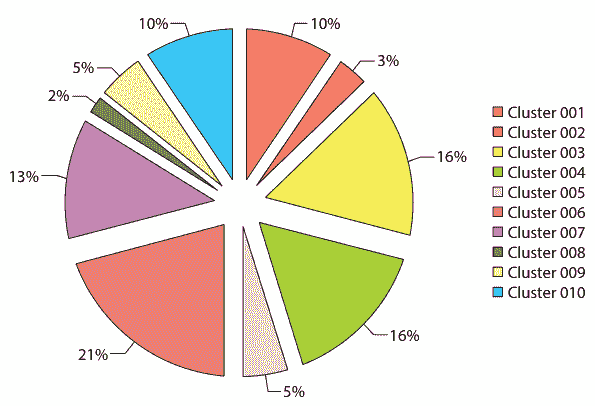 10%
10%
3%
5%
2%
16%
13%
16%
21%
5%
Cluster 001
Cluster 002
Cluster 003
Cluster 004
Cluster 005
Cluster 006
Cluster 007
Cluster 008
Cluster 009
Cluster 010